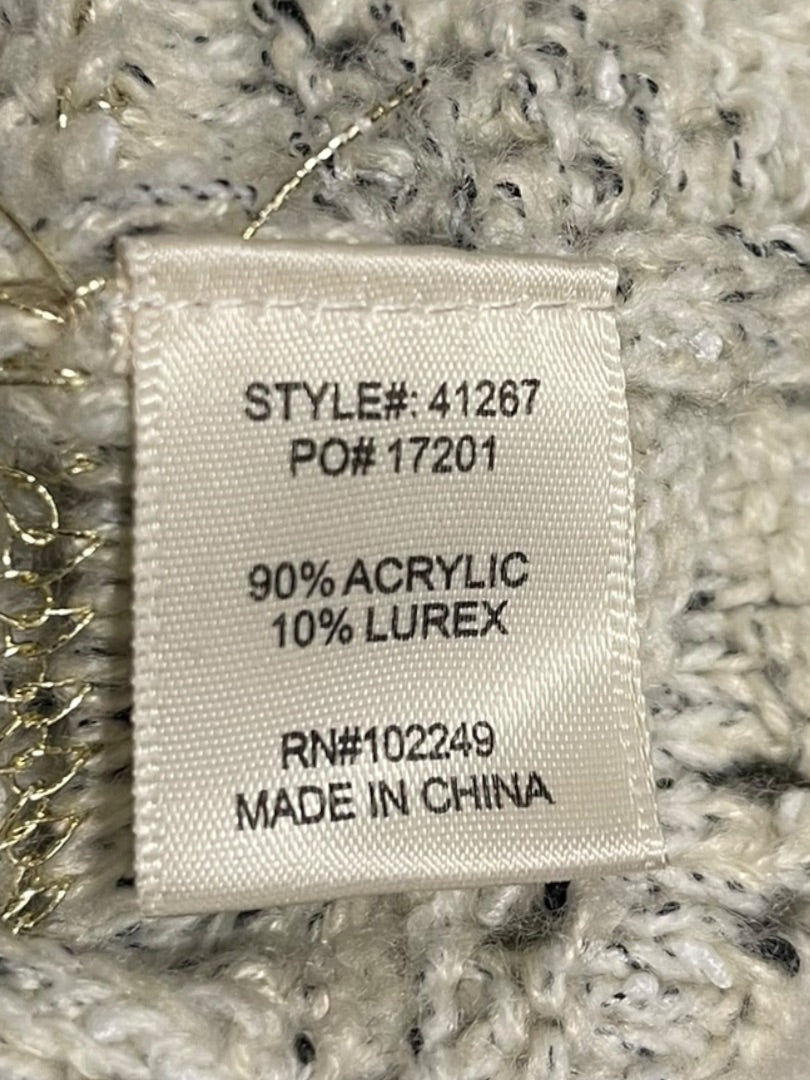 STYLE#: 41267
PO# 17201
90% ACRYLIC
10% LUREX
RN#102249
MADE IN CHINA